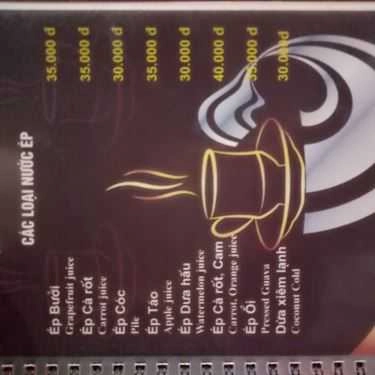 CÁC LOẠI NƯỚC ÉP
Ép Bưởi 35.000 đ
Grapefruit juice
Ép Cà rốt 35.000 đ
Carrot juice
Ép Cóc 30.000 đ
Pile
Ép Táo 35.000 đ
Apple juice
Ép Dưa hấu 30.000 đ
Watermelon juice
Ép Cà rốt, Cam 40.000 đ
Carrot, Orange juice
Ép Ổi 35.000 đ
Pressed Guava
Dừa xiêm lạnh 30.000 đ
Coconut Cold